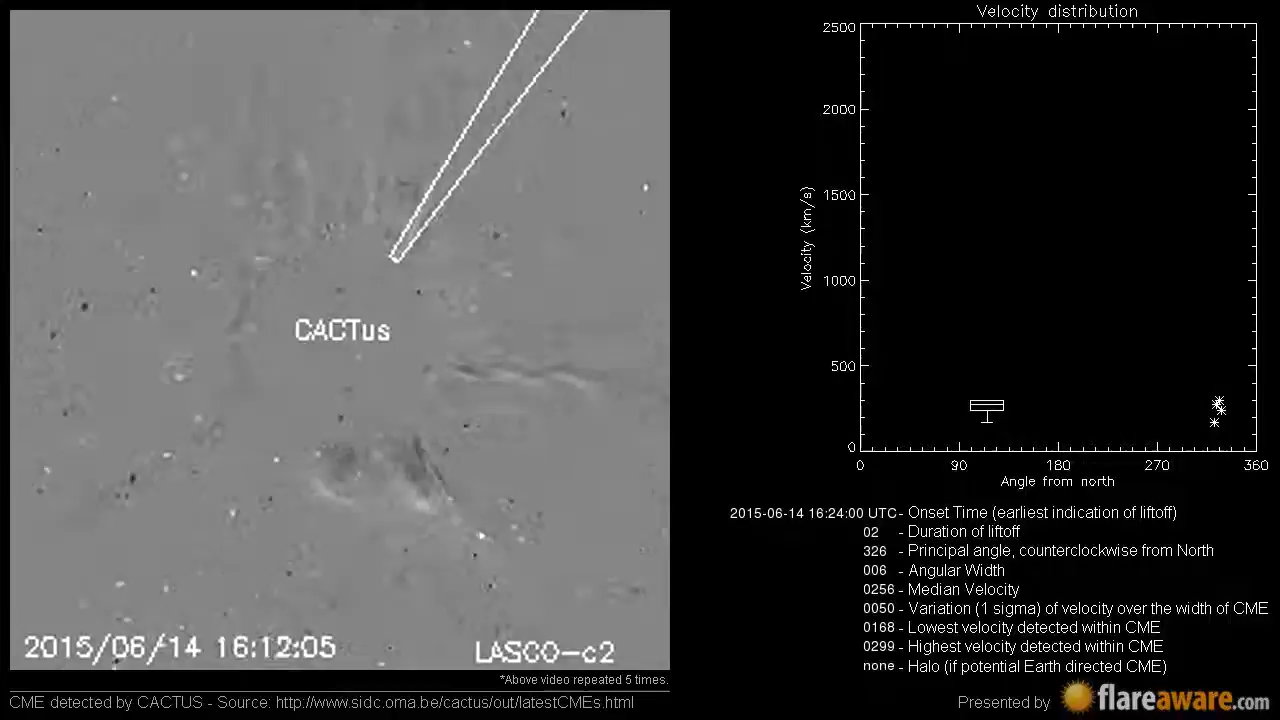 CACTus
2015/06/14 16:12:05
LASCO-c2
*Above video repeated 5 times.
CME detected by CACTUS - Source: http://www.sidc.oma.be/cactus/out/latestCMEs.html
Velocity distribution
2500
2000
1500
1000
500
0
Velocity (km/s)
0 90 180 270 360
Angle from north
2015-06-14 16:24:00 UTC - Onset Time (earliest indication of liftoff)
02 - Duration of liftoff
326 - Principal angle, counterclockwise from North
006 - Angular Width
0256 - Median Velocity
0050 - Variation (1 sigma) of velocity over the width of CME
0168 - Lowest velocity detected within CME
0299 - Highest velocity detected within CME
none - Halo (if potential Earth directed CME)
Presented by flareaware.com